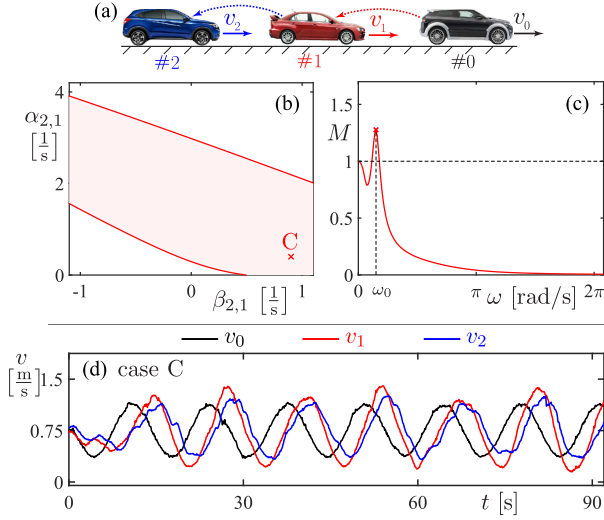 (a) v₂ v₁ v₀
#2 #1 #0
(b)
α₂,₁ [1/s]
4
2
0
C
-1 0 1
β₂,₁ [1/s]
(c)
M
1.5
1
0.5
0
0 ω₀ π ω [rad/s] 2π
v₀ v₁ v₂
(d) case C
v [m/s]
1.5
0.75
0
0 30 60 90
t [s]